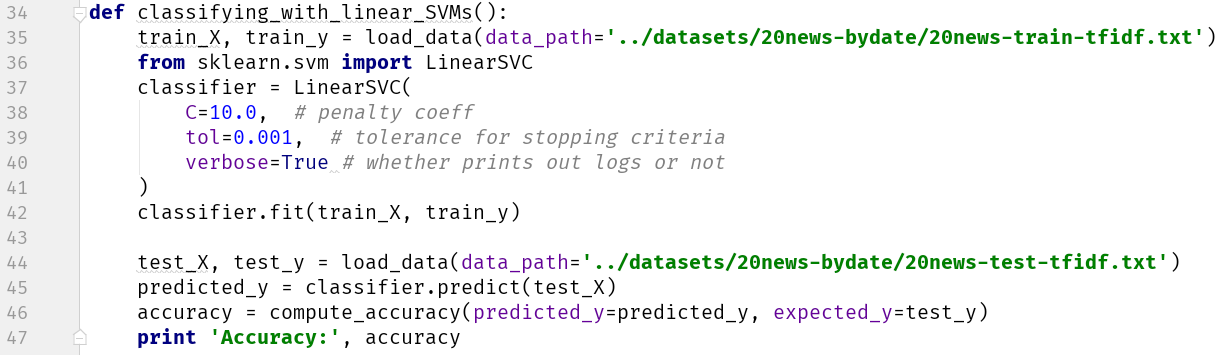 34 def classifying_with_linear_SVMs():
35     train_X, train_y = load_data(data_path='../datasets/20news-bydate/20news-train-tfidf.txt')
36     from sklearn.svm import LinearSVC
37     classifier = LinearSVC(
38         C=10.0,  # penalty coeff
39         tol=0.001,  # tolerance for stopping criteria
40         verbose=True # whether prints out logs or not
41     )
42     classifier.fit(train_X, train_y)
43
44     test_X, test_y = load_data(data_path='../datasets/20news-bydate/20news-test-tfidf.txt')
45     predicted_y = classifier.predict(test_X)
46     accuracy = compute_accuracy(predicted_y=predicted_y, expected_y=test_y)
47     print 'Accuracy:', accuracy